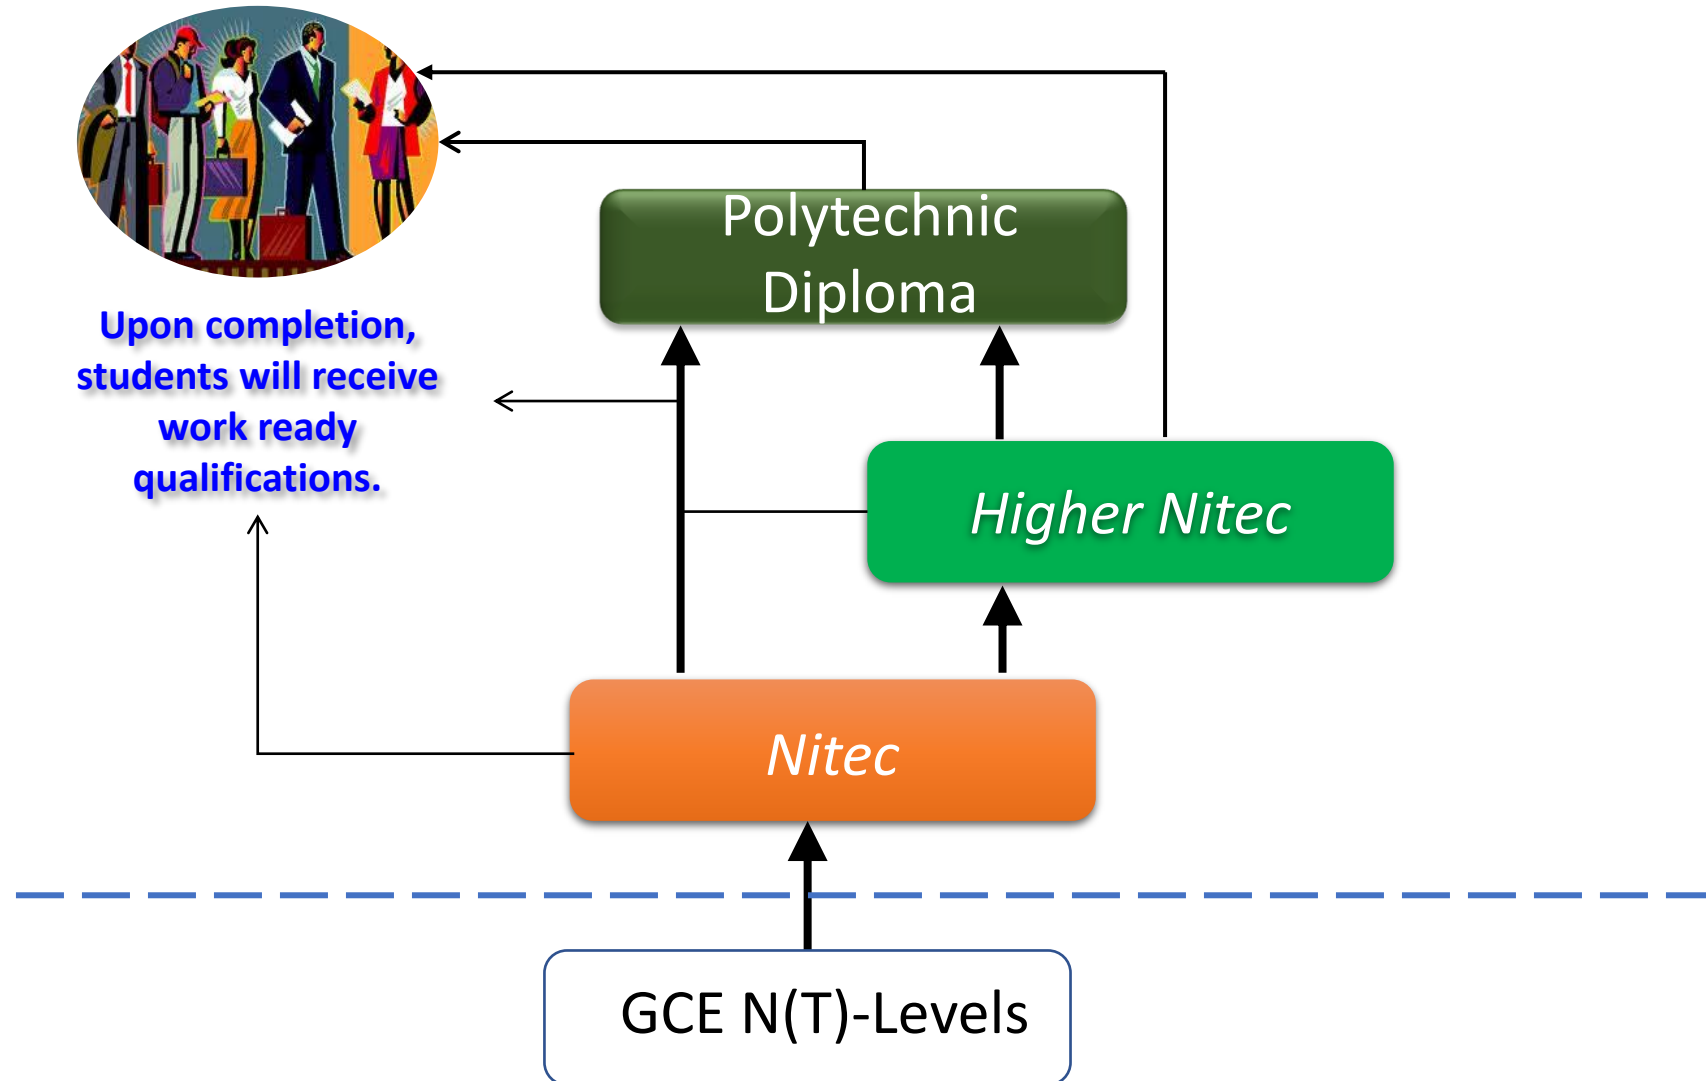 Polytechnic
Diploma
Upon completion,
students will receive
work ready
qualifications.
Higher Nitec
Nitec
GCE N(T)-Levels